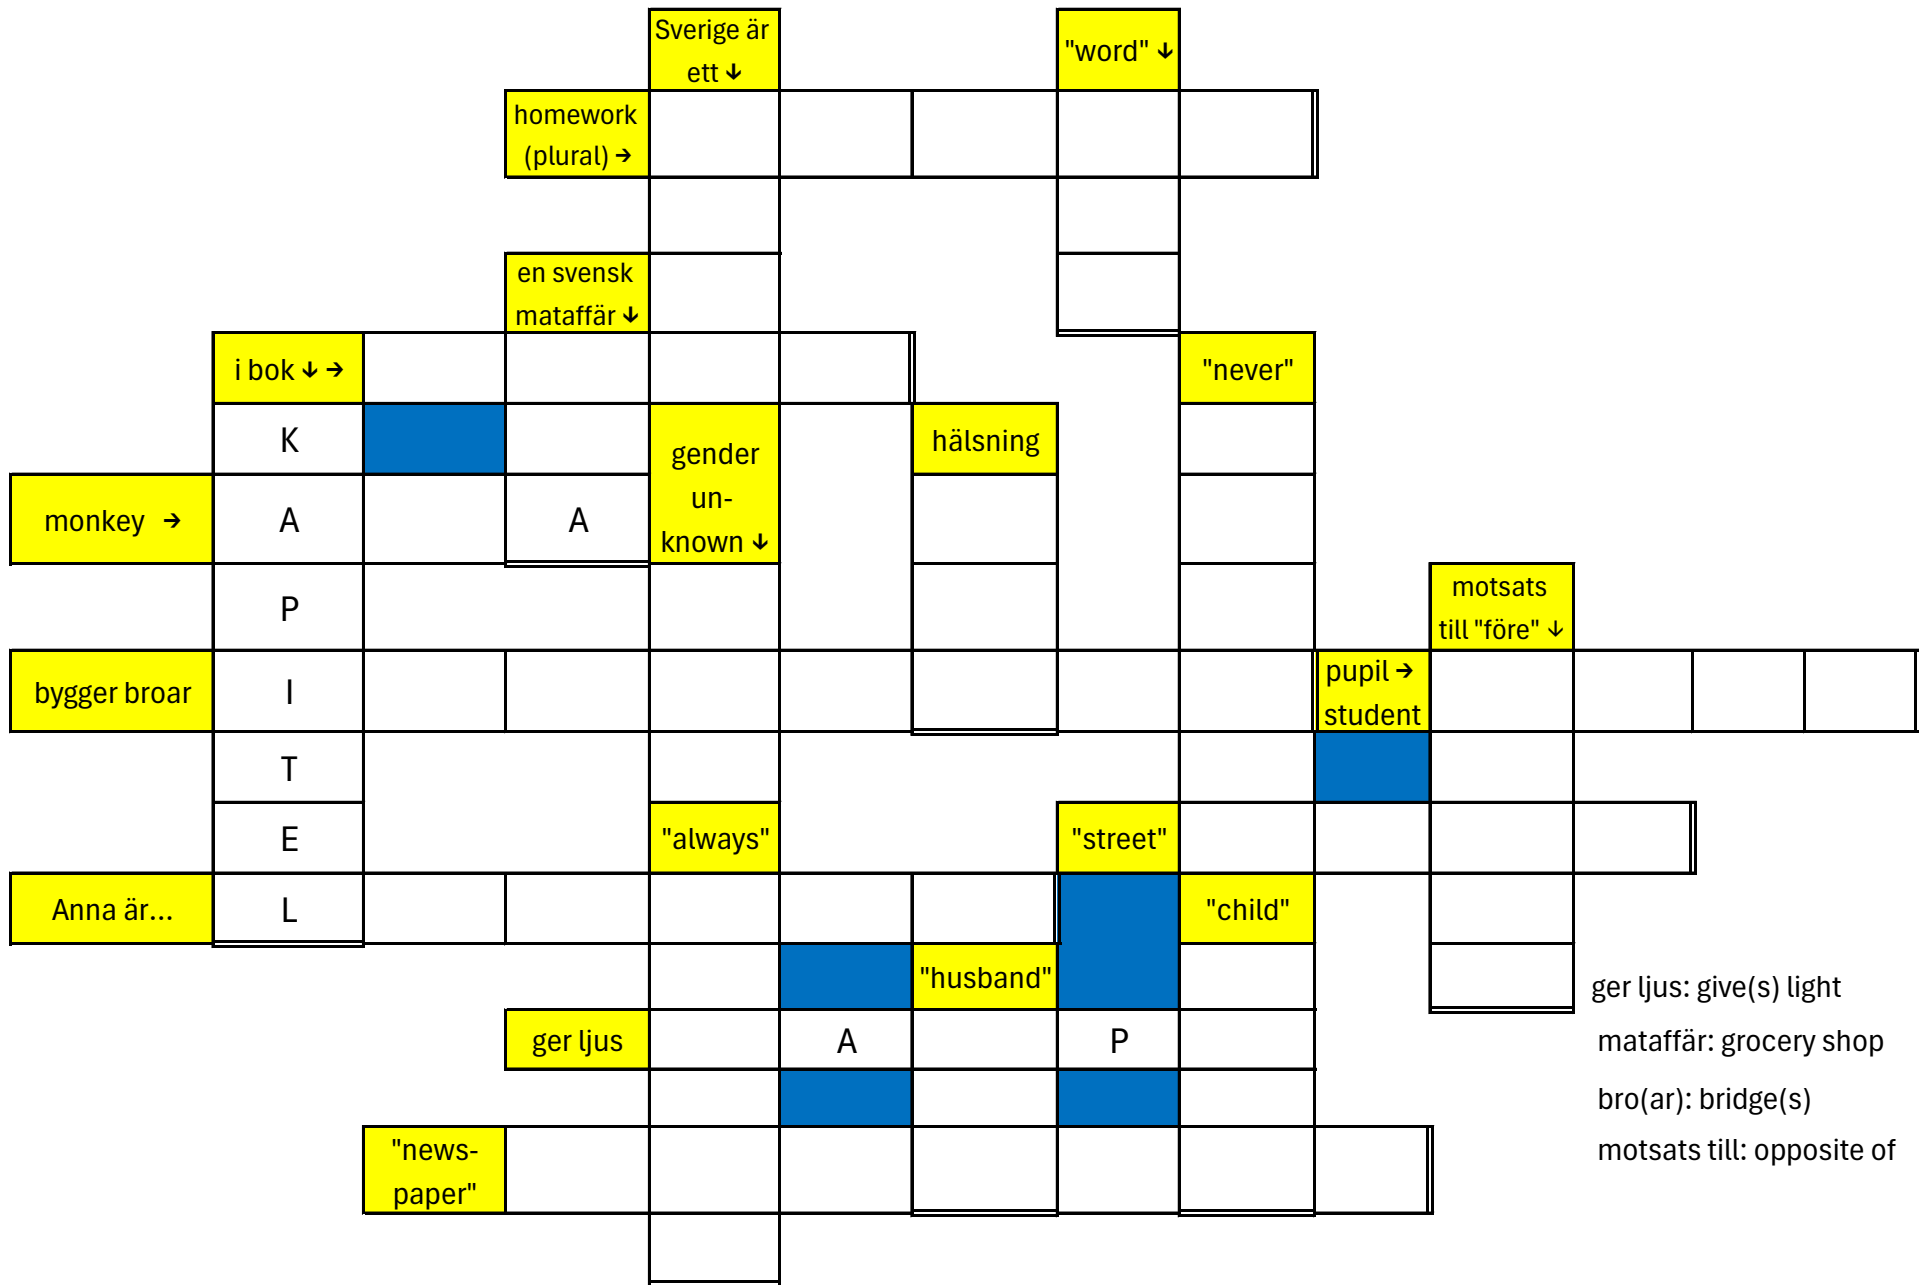 Sverige är
ett ↓
"word" ↓
homework
(plural) →
en svensk
mataffär ↓
i bok ↓ →
"never"
K
gender
un-
known ↓
hälsning
monkey →
A
A
P
motsats
till "före" ↓
bygger broar
I
pupil →
student
T
E
"always"
"street"
Anna är...
L
"child"
"husband"
ger ljus: give(s) light
ger ljus
A
P
mataffär: grocery shop
bro(ar): bridge(s)
"news-
paper"
motsats till: opposite of